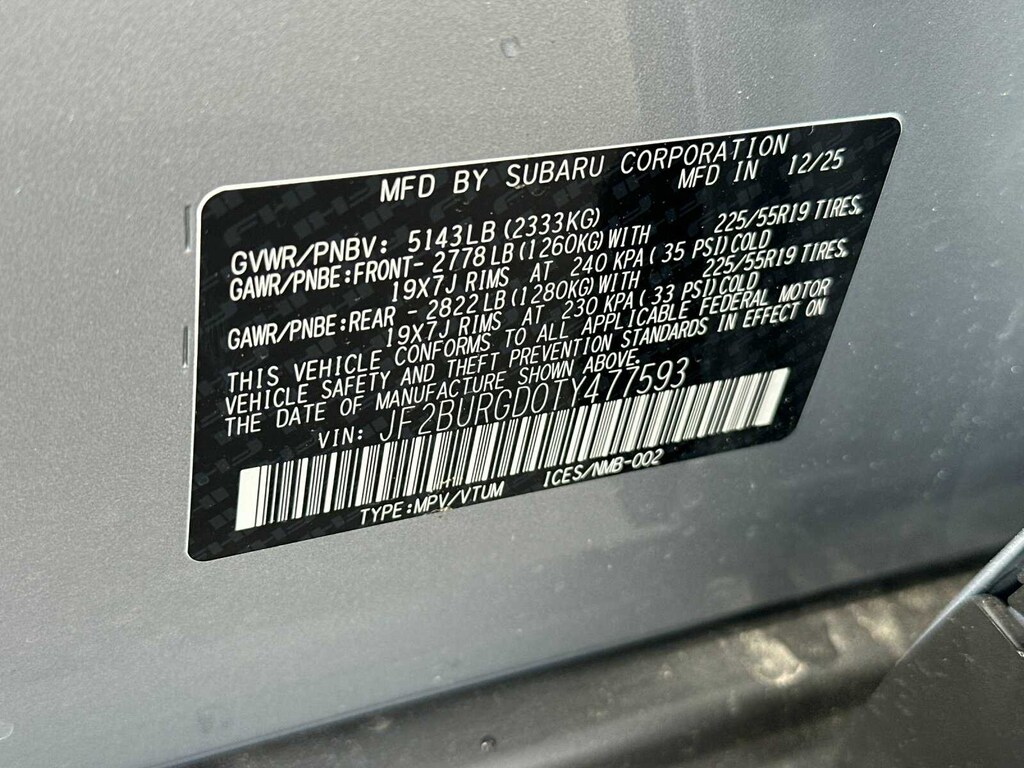 MFD BY SUBARU CORPORATION
MFD IN 12/25
GVWR/PNBV: 5143LB (2333KG)
GAWR/PNBE:FRONT- 2778LB (1260KG) WITH 225/55R19 TIRES,
19X7J RIMS AT 240 KPA (35 PSI) COLD
GAWR/PNBE:REAR - 2822LB (1280KG) WITH 225/55R19 TIRES,
19X7J RIMS AT 230 KPA (33 PSI) COLD
THIS VEHICLE CONFORMS TO ALL APPLICABLE FEDERAL MOTOR
VEHICLE SAFETY AND THEFT PREVENTION STANDARDS IN EFFECT ON
THE DATE OF MANUFACTURE SHOWN ABOVE.
VIN: JF2BURGD0TY477593
TYPE:MPV/VTUM ICES/NMB-002